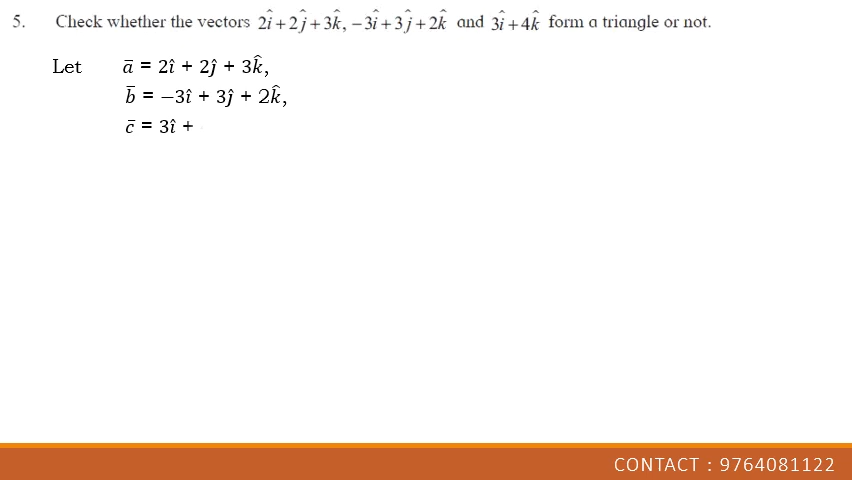 5. Check whether the vectors 2î + 2ĵ + 3k̂, −3î + 3ĵ + 2k̂ and 3î + 4k̂ form a triangle or not.
Let a̅ = 2î + 2ĵ + 3k̂,
b̅ = −3î + 3ĵ + 2k̂,
c̅ = 3î +
CONTACT : 9764081122